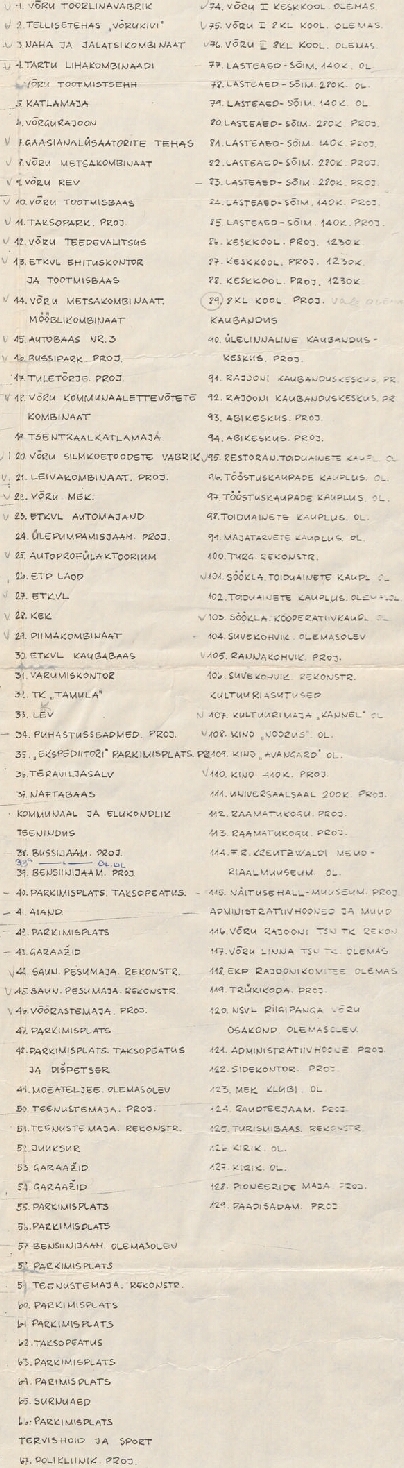 1. VÕRU TOORLINAVABRIK
2. TELLISETEHAS „VÕRUKIVI"
3. NAHA JA JALATSIKOMBINAAT
4. TARTU LIHAKOMBINAADI
VÕRU TOOTMISTSEHH
5. KATLAMAJA
6. VÕRGURAJOON
7. GAASIANALÜSAATORITE TEHAS
8. VÕRU METSAKOMBINAAT
9. VÕRU REV
10. VÕRU TOOTMISBAAS
11. TAKSOPARK. PROJ.
12. VÕRU TEEDEVALITSUS
13. ETKVL EHITUSKONTOR
JA TOOTMISBAAS
14. VÕRU METSAKOMBINAAT.
MÖÖBLIKOMBINAAT
15. AUTOBAAS NR.3
16. BUSSIPARK. PROJ.
17. TULETÕRJE. PROJ.
18. VÕRU KOMMUNAALETTEVÕTETE
KOMBINAAT
19. TSENTRAALKATLAMAJA
20. VÕRU SILMKOETOODETE VABRIK
21. LEIVAKOMBINAAT. PROJ.
22. VÕRU MEK.
23. ETKVL AUTOMAJAND
24. ÜLEPUMPAMISJAAM. PROJ.
25. AUTOPROFÜLAKTOORIUM
26. ETP LAOD
27. ETKVL
28. KEK
29. PIIMAKOMBINAAT
30. ETKVL KAUBABAAS
31. VARUMISKONTOR
32. TK „TAMULA"
33. LEV
34. PUHASTUSSEADMED. PROJ.
35. „EKSPEDIITORI" PARKIMISPLATS. PR
36. TERAVILJASALV
37. NAFTABAAS
KOMMUNAAL JA ELUKONDLIK
TEENINDUS
38. BUSSIJAAM. PROJ.
39. BENSIINIJAAM. PROJ.
40. PARKIMISPLATS. TAKSOPEATUS.
41. AIAND
42. PARKIMISPLATS
43. GARAAŽID
44. SAUN. PESUMAJA. REKONSTR.
45. SAUN. PESUMAJA. REKONSTR.
46. VÕÕRASTEMAJA. PROJ.
47. PARKIMISPLATS
48. PARKIMISPLATS. TAKSOPEATUS
JA DISPETSER
49. MOEATELJEE. OLEMASOLEV
50. TEENUSTEMAJA. PROJ.
51. TEENUSTEMAJA. REKONSTR.
52. JUUKSUR
53. GARAAŽID
54. GARAAŽID
55. PARKIMISPLATS
56. PARKIMISPLATS
57. BENSIINIJAAM. OLEMASOLEV
58. PARKIMISPLATS
59. TEENUSTEMAJA. REKONSTR.
60. PARKIMISPLATS
61. PARKIMISPLATS
62. TAKSOPEATUS
63. PARKIMISPLATS
64. PARIMISPLATS
65. SURNUAED
66. PARKIMISPLATS
TERVISHOID JA SPORT
67. POLIKLIINIK. PROJ.
74. VÕRU I KESKKOOL OLEMAS
75. VÕRU I 8KL KOOL. OLEMAS.
76. VÕRU II 8KL KOOL. OLEMAS.
77. LASTEAED-SÕIM. 140K. OL.
78. LASTEAED-SÕIM. 280K. OL.
79. LASTEAED-SÕIM. 140K. OL
80. LASTEAED-SÕIM. 280K. PROJ.
81. LASTEAED-SÕIM. 140K. PROJ.
82. LASTEAED-SÕIM. 280K. PROJ.
83. LASTEAED-SÕIM. 280K. PROJ.
84. LASTEAED-SÕIM. 140K. PROJ.
85. LASTEAED-SÕIM. 140K. PROJ.
86. KESKKOOL. PROJ. 1230K
87. KESKKOOL. PROJ. 1230K.
88. KESKKOOL. PROJ. 1230K
89. 8KL KOOL. PROJ.
KAUBANDUS
90. ÜLELINNALINE KAUBANDUS-
KESKUS. PROJ.
91. RAJOONI KAUBANDUSKESKUS. PR.
92. RAJOONI KAUBANDUSKESKUS. PR
93. ABIKESKUS. PROJ.
94. ABIKESKUS. PROJ.
95. RESTORAN. TOIDUAINETE KAUPL. OL
96. TÖÖSTUSKAUPADE KAUPLUS. OL.
97. TÖÖSTUSKAUPADE KAUPLUS. OL
98. TOIDUAINETE KAUPLUS. OL.
99. MAJATARVETE KAUPLUS. OL.
100. TURG. REKONSTR.
101. SÖÖKLA. TOIDUAINETE KAUPL. OL
102. TOIDUAINETE KAUPLUS.
103. SÖÖKLA. KOOPERATIIVKAUPL. OL
104. SUVEKOHVIK. OLEMASOLEV
105. RANNAKOHVIK. PROJ.
106. SUVEKOHVIK. REKONSTR.
KULTUURIASUTUSED
107. KULTUURIMAJA „KANNEL" OL
108. KINO „NOORUS". OL.
109. KINO „AVANGARD" OL.
110. KINO PROJ.
111. UNIVERSAALSAAL 200K. PROJ.
112. RAAMATUKOGU. PROJ.
113. RAAMATUKOGU. PROJ.
114. F.R. KREUTZWALDI MEMO-
RIAALMUUSEUM. OL.
115. NÄITUSEHALL-MUUSEUM. PROJ.
ADMINISTRATIIVHOONED JA MUUD
116. VÕRU RAJOONI TSN TK. REKON
117. VÕRU LINNA TSN TK. OLEMAS
118. EKP RAJOONIKOMITEE OLEMAS
119. TRÜKIKODA. PROJ.
120. NSVL RIIGIPANGA VÕRU
OSAKOND OLEMASOLEV.
121. ADMINISTRATIIVHOONE. PROJ.
122. SIDEKONTOR. PROJ.
123. MEK KLUBI. OL
124. RAUDTEEJAAM. PROJ.
125. TURISMIBAAS. REKONSTR.
126. KIRIK. OL.
127. KIRIK. OL.
128. PIONEERIDE MAJA. PROJ.
129. PAADISADAM. PROJ